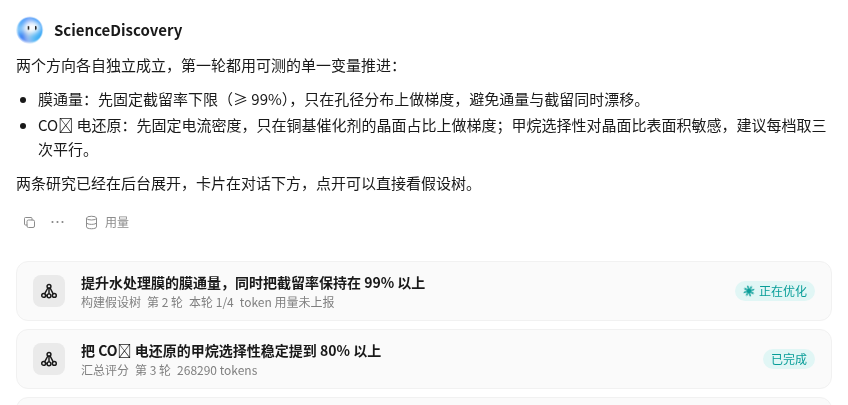 ScienceDiscovery
两个方向各自独立成立，第一轮都用可测的单一变量推进：
• 膜通量：先固定截留率下限（≥ 99%），只在孔径分布上做梯度，避免通量与截留同时漂移。
• CO 电还原：先固定电流密度，只在铜基催化剂的晶面占比上做梯度；甲烷选择性对晶面比表面积敏感，建议每档取三
次平行。
两条研究已经在后台展开，卡片在对话下方，点开可以直接看假设树。
用量
提升水处理膜的膜通量，同时把截留率保持在 99% 以上
构建假设树 第 2 轮 本轮 1/4 token 用量未上报
正在优化
把 CO 电还原的甲烷选择性稳定提到 80% 以上
汇总评分 第 3 轮 268290 tokens
已完成